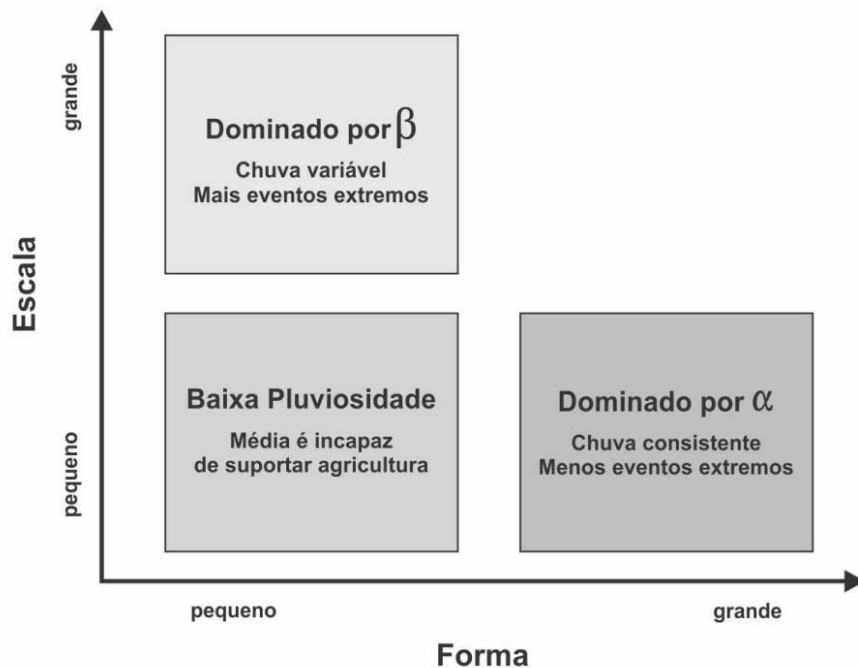 Escala
grande
pequeno
Dominado por β
Chuva variável
Mais eventos extremos
Baixa Pluviosidade
Média é incapaz
de suportar agricultura
Dominado por α
Chuva consistente
Menos eventos extremos
pequeno
grande
Forma